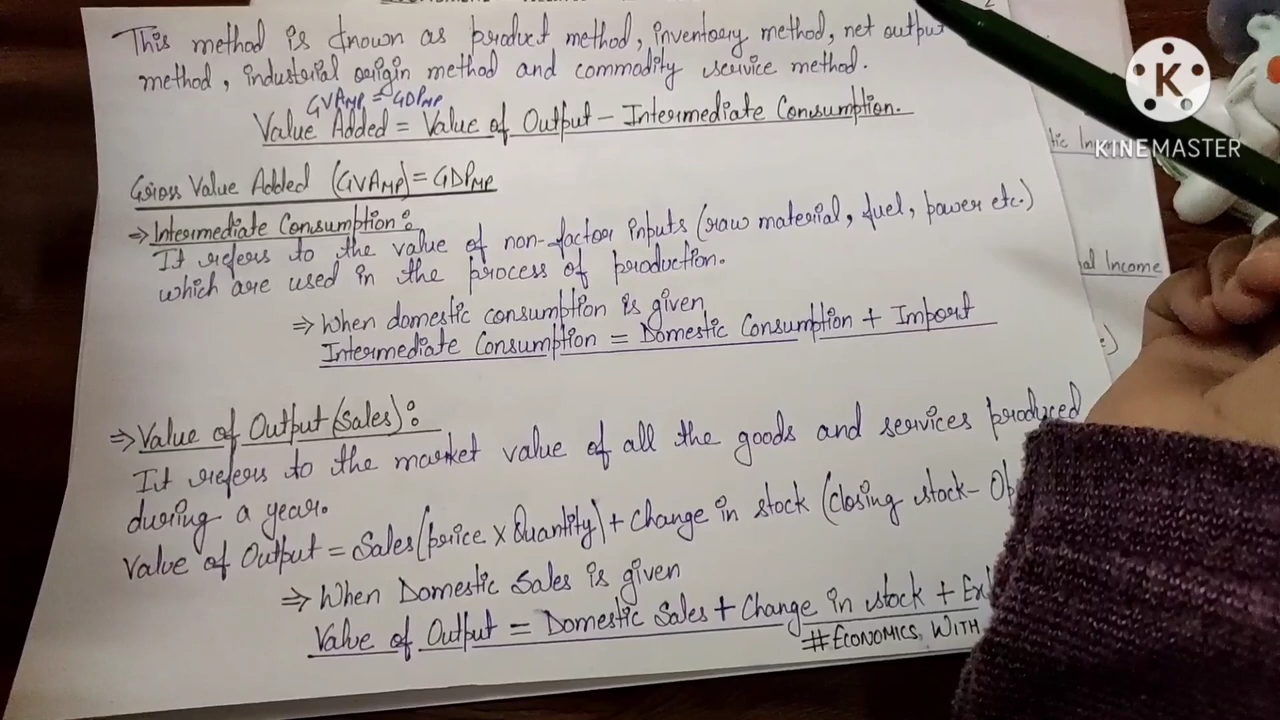 This method is known as product method, inventory method, net output
method, industrial origin method and commodity service method.
GVAMP = GDPMP
Value Added = Value of Output - Intermediate Consumption.
Gross Value Added (GVAMP) = GDPMP
⇒ Intermediate Consumption:
It refers to the value of non-factor inputs (raw material, fuel, power etc.)
which are used in the process of production.
⇒ When domestic consumption is given
Intermediate Consumption = Domestic Consumption + Import
⇒ Value of Output (Sales):
It refers to the market value of all the goods and services produced
during a year.
Value of Output = Sales (price × Quantity) + Change in stock (closing stock -
⇒ When Domestic Sales is given
Value of Output = Domestic Sales + Change in stock +
#ECONOMICS, WITH
K
KINEMASTER
Income